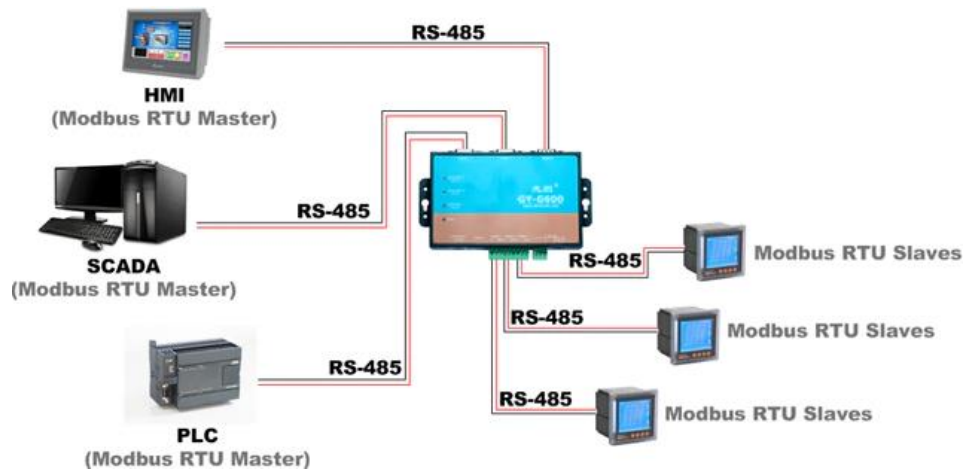 RS-485
HMI
(Modbus RTU Master)
RS-485
SCADA
(Modbus RTU Master)
RS-485
PLC
(Modbus RTU Master)
RS-485
Modbus RTU Slaves
RS-485
Modbus RTU Slaves
RS-485
Modbus RTU Slaves